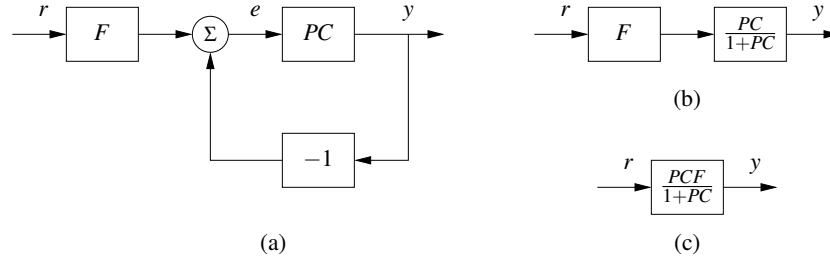 r F Σ e PC y
−1
(a)
r F PC/1+PC y
(b)
r PCF/1+PC y
(c)